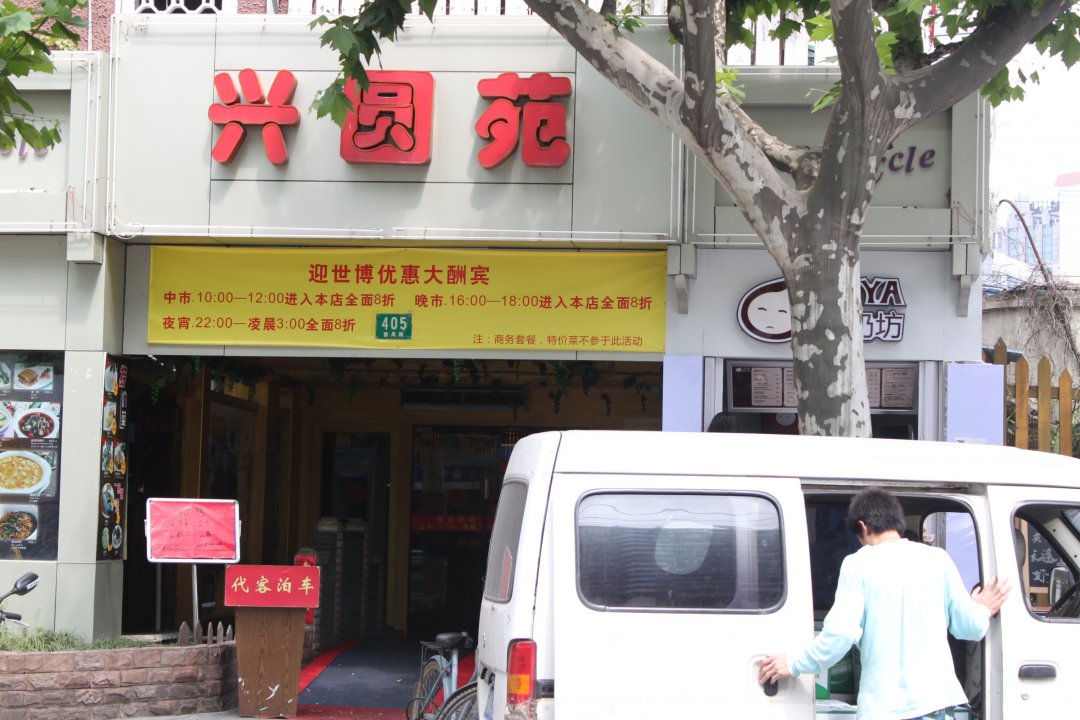 兴圆苑
cle
迎世博优惠大酬宾
中市.10:00—12:00进入本店全面8折 晚市.16:00—18:00进入本店全面8折
夜宵.22:00—凌晨3:00全面8折
405
注：商务套餐，特价菜不参于此活动
YA
奶坊
代客泊车